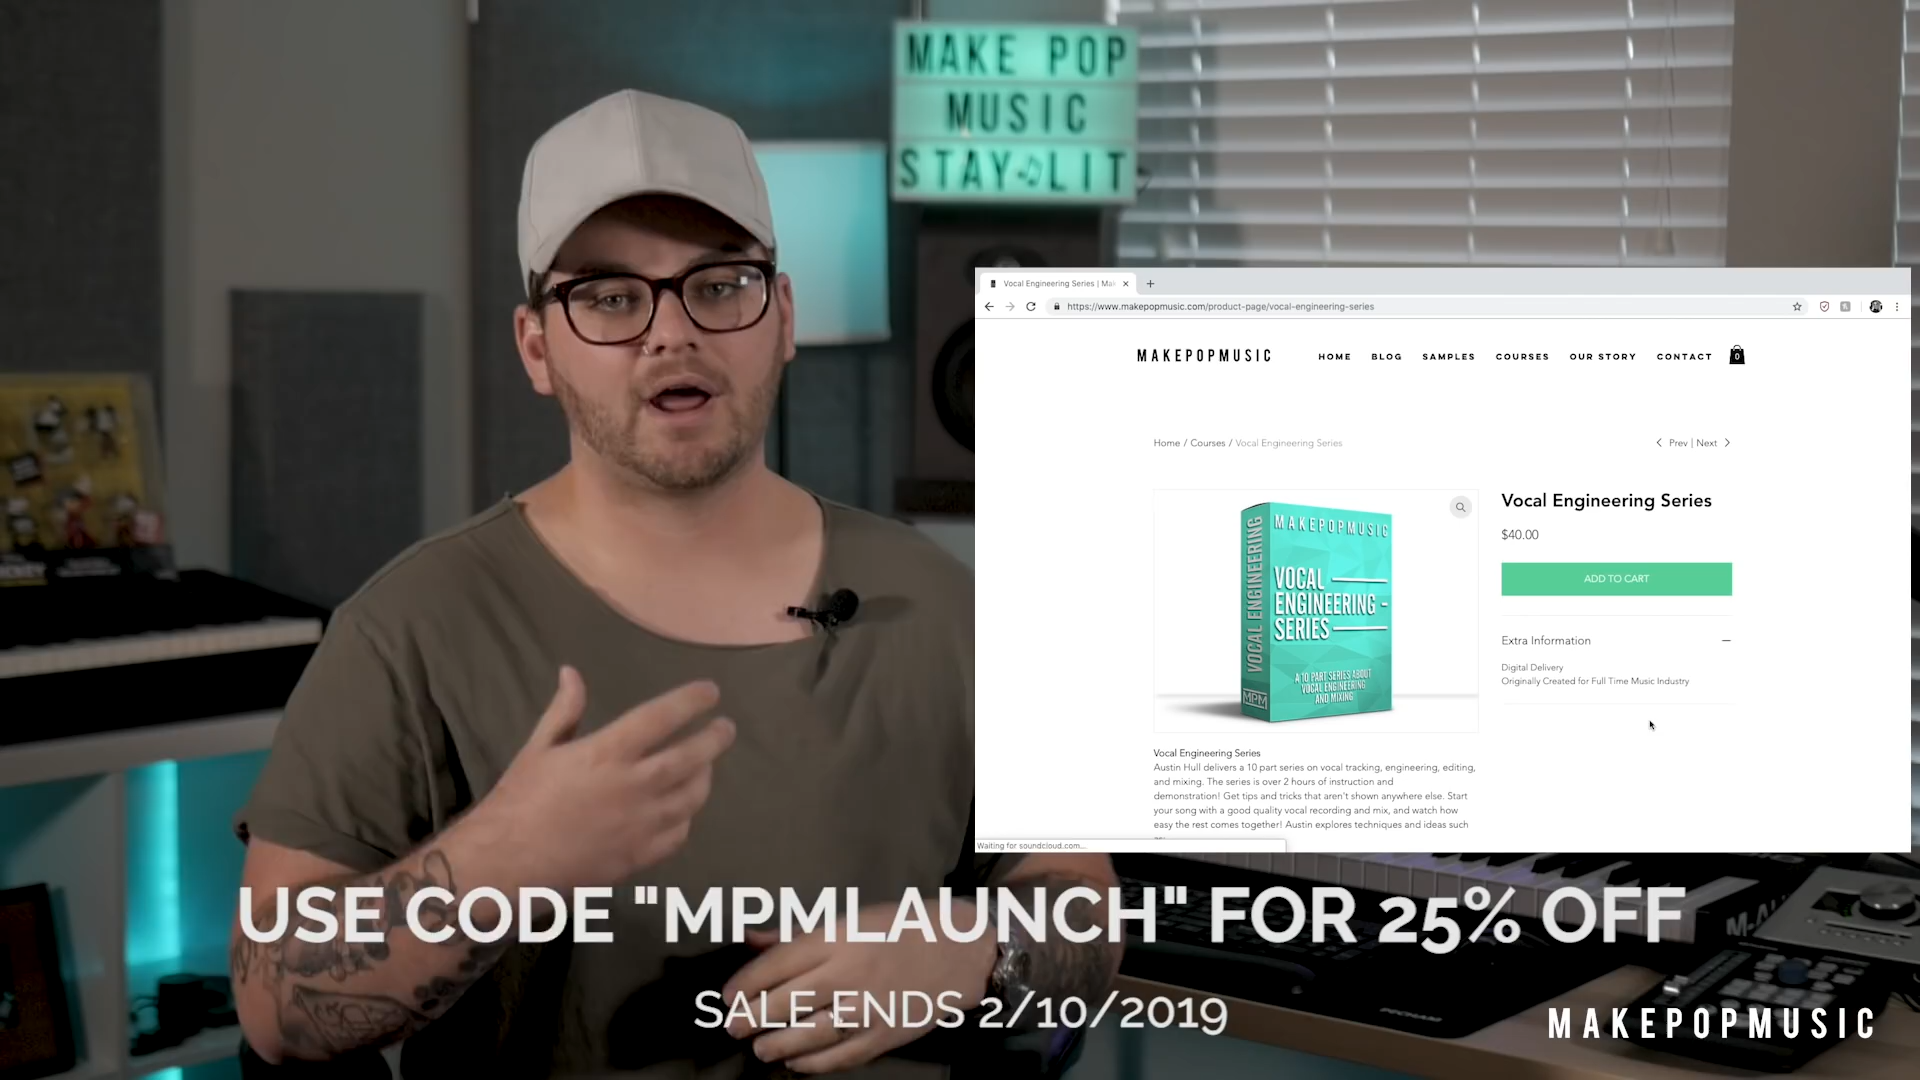 MAKE POP
MUSIC
STAY♫LIT
Vocal Engineering Series | Mak
https://www.makepopmusic.com/product-page/vocal-engineering-series
MAKEPOPMUSIC
HOME
BLOG
SAMPLES
COURSES
OUR STORY
CONTACT
0
Home / Courses / Vocal Engineering Series
Prev | Next
MAKEPOPMUSIC
VOCAL ENGINEERING
VOCAL
ENGINEERING -
SERIES
A 10 PART SERIES ABOUT
VOCAL ENGINEERING
AND MIXING
MPM
Vocal Engineering Series
$40.00
ADD TO CART
Extra Information
Digital Delivery
Originally Created for Full Time Music Industry
Vocal Engineering Series
Austin Hull delivers a 10 part series on vocal tracking, engineering, editing,
and mixing. The series is over 2 hours of instruction and
demonstration! Get tips and tricks that aren't shown anywhere else. Start
your song with a good quality vocal recording and mix, and watch how
easy the rest comes together! Austin explores techniques and ideas such
Waiting for soundcloud.com...
USE CODE "MPMLAUNCH" FOR 25% OFF
SALE ENDS 2/10/2019
MAKEPOPMUSIC
M-AUDIO